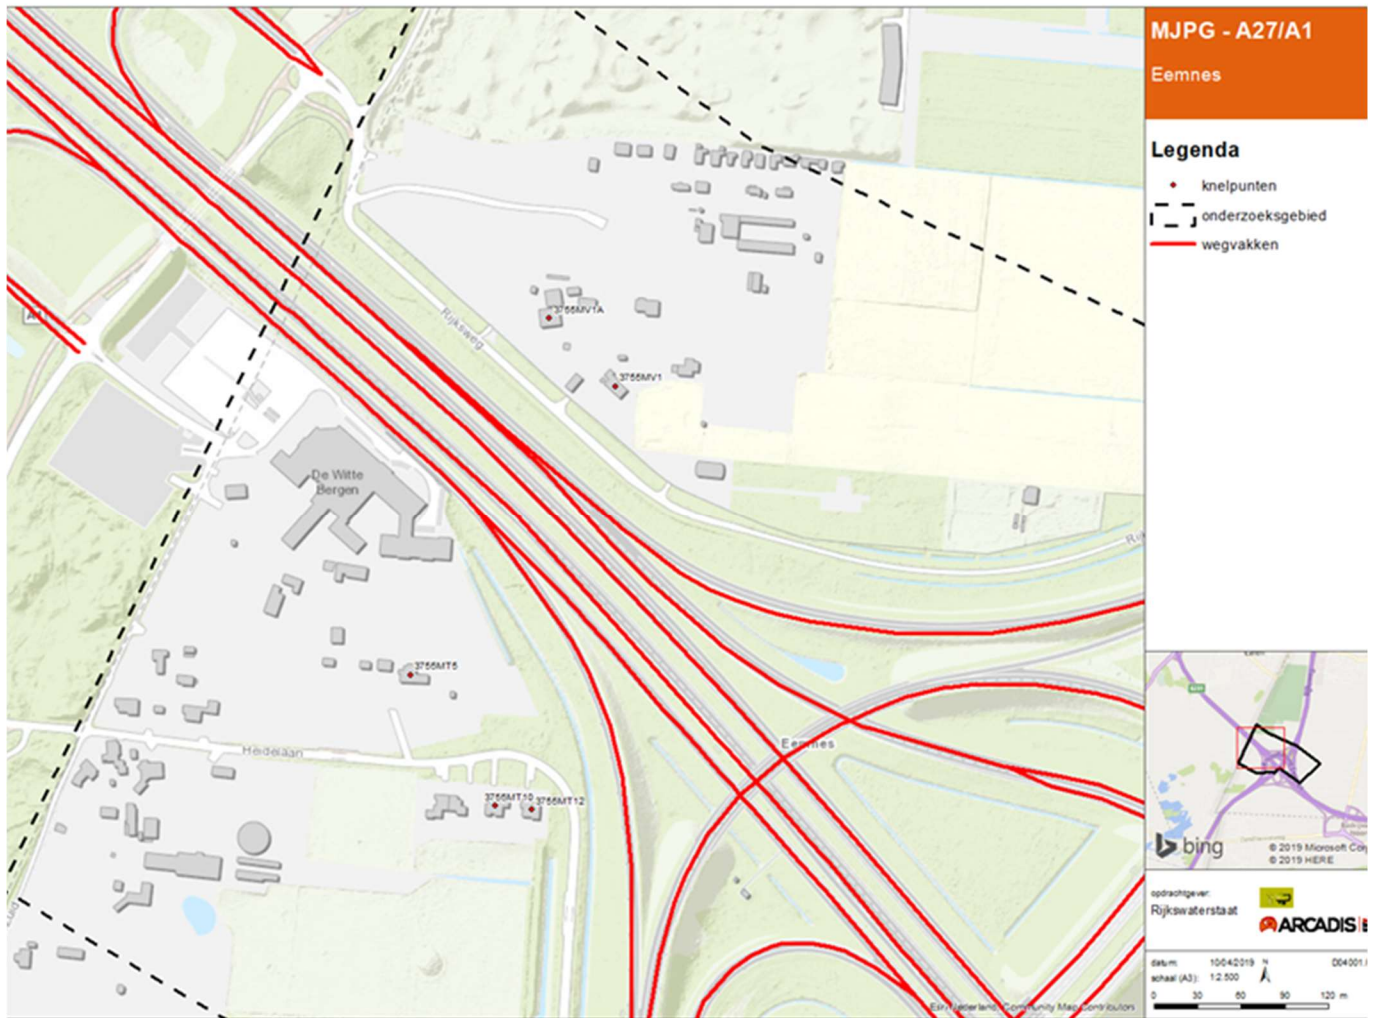 MJPG - A27/A1
Eemnes
Legenda
knelpunten
onderzoeksgebied
wegvakken
A1
Rijksweg
3755MV1A
3755MV1
De Witte
Bergen
3755MT5
Heidelaan
3755MT10
3755MT12
Eemnes
Esri Nederland, Community Map Contributors
bing
© 2019 Microsoft Cor
© 2019 HERE
opdrachtgever:
Rijkswaterstaat
ARCADIS
datum: 10/04/2019 N D04001.
schaal (A3): 1:2.500
0 30 60 90 120 m